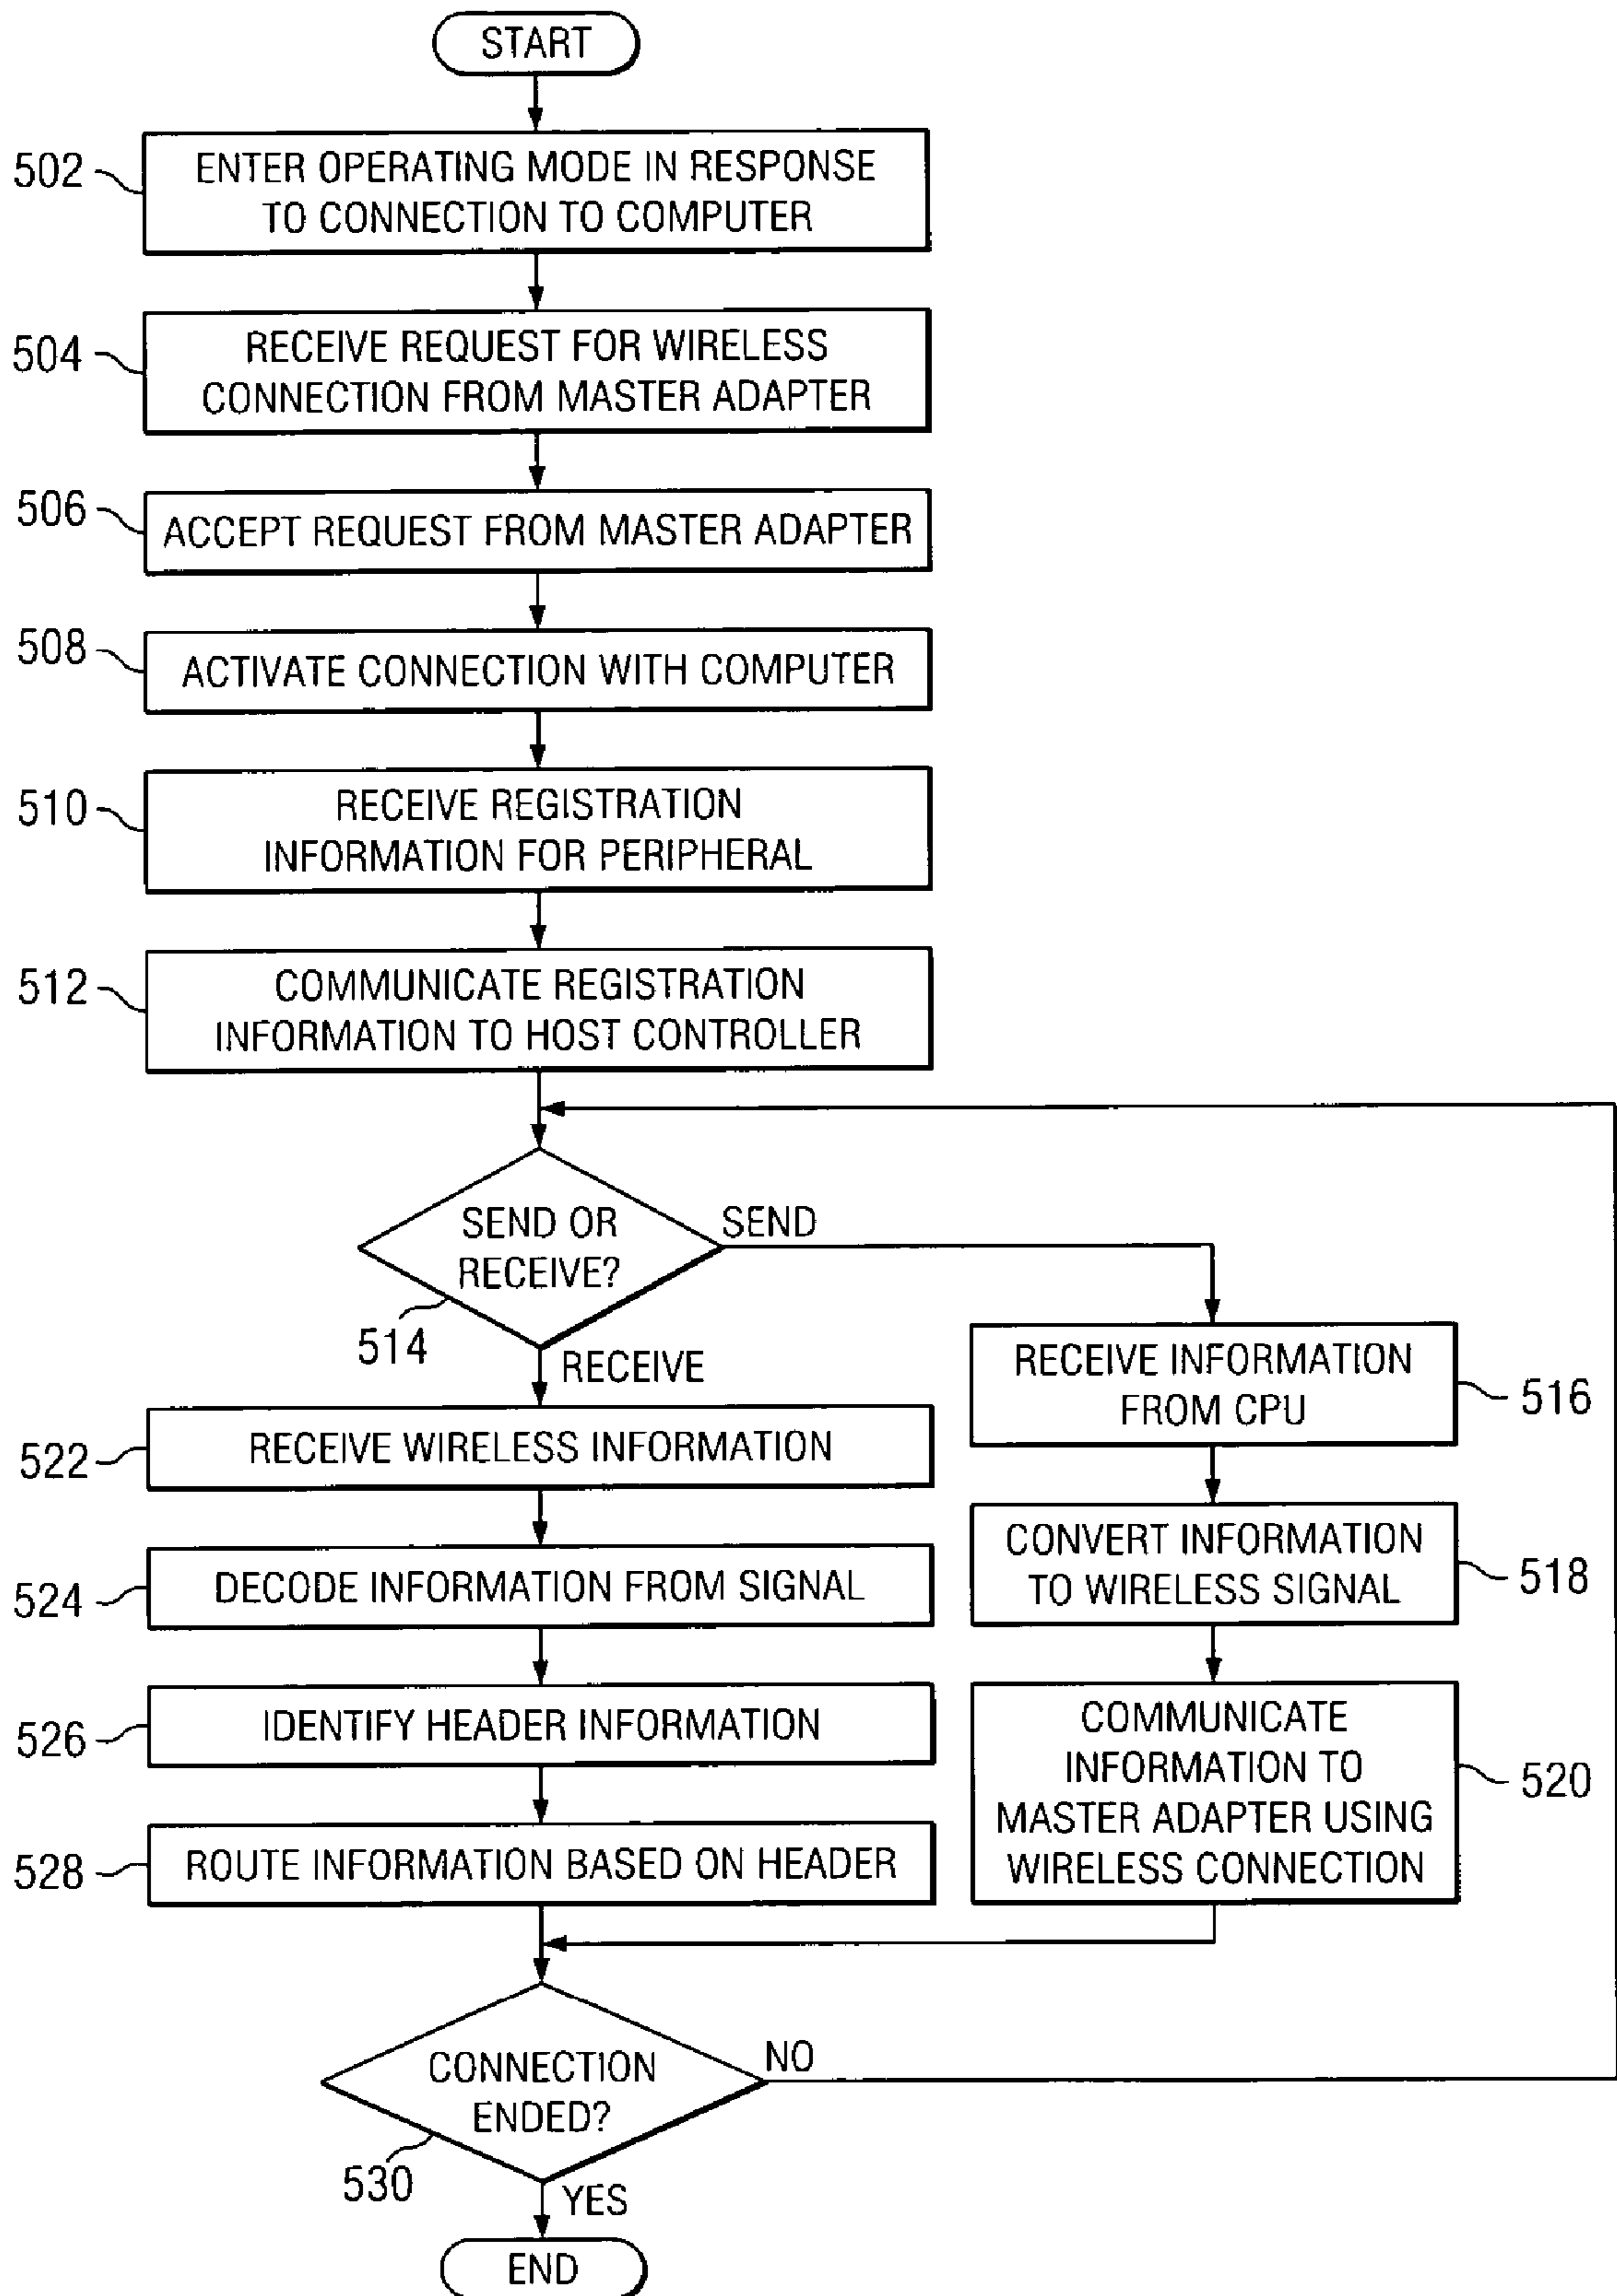 START
502
ENTER OPERATING MODE IN RESPONSE
TO CONNECTION TO COMPUTER
504
RECEIVE REQUEST FOR WIRELESS
CONNECTION FROM MASTER ADAPTER
506
ACCEPT REQUEST FROM MASTER ADAPTER
508
ACTIVATE CONNECTION WITH COMPUTER
510
RECEIVE REGISTRATION
INFORMATION FOR PERIPHERAL
512
COMMUNICATE REGISTRATION
INFORMATION TO HOST CONTROLLER
SEND OR
RECEIVE?
514
SEND
RECEIVE
RECEIVE INFORMATION
FROM CPU
516
CONVERT INFORMATION
TO WIRELESS SIGNAL
518
COMMUNICATE
INFORMATION TO
MASTER ADAPTER USING
WIRELESS CONNECTION
520
522
RECEIVE WIRELESS INFORMATION
524
DECODE INFORMATION FROM SIGNAL
526
IDENTIFY HEADER INFORMATION
528
ROUTE INFORMATION BASED ON HEADER
CONNECTION
ENDED?
530
NO
YES
END